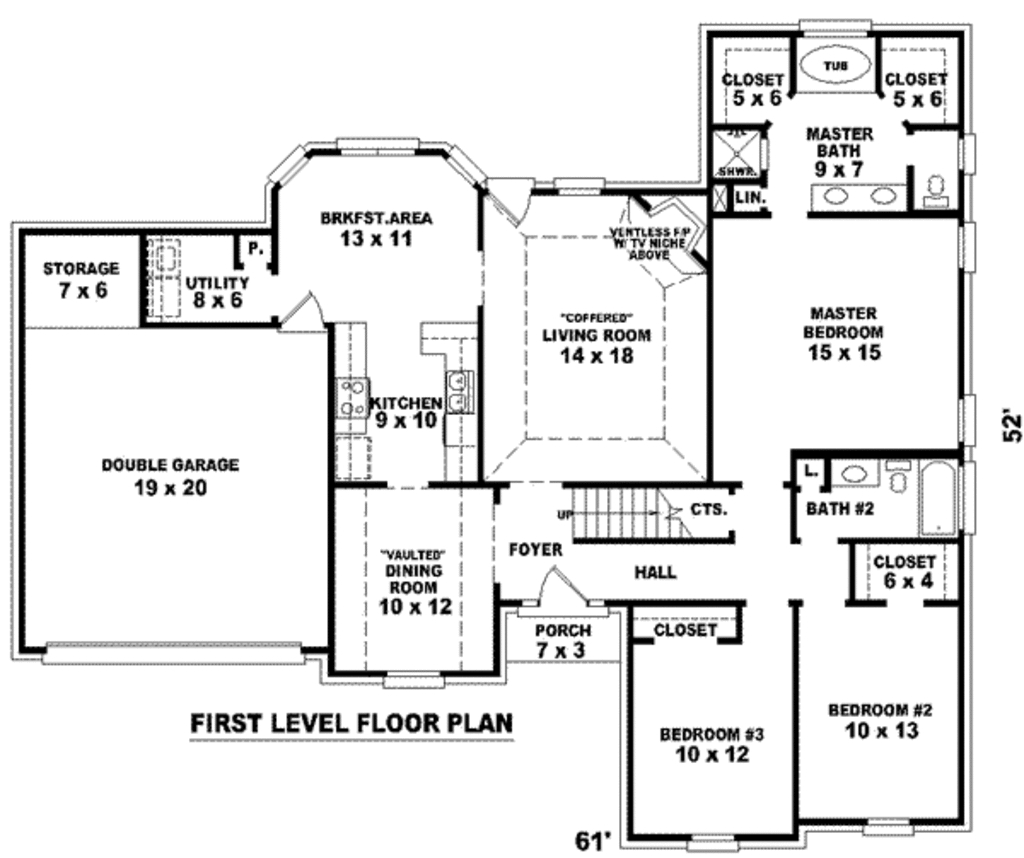 CLOSET
5 x 6
TUB
CLOSET
5 x 6
MASTER
BATH
9 x 7
SHWR.
LIN.
BRKFST.AREA
13 x 11
VENTLESS F/P
W/ TV NICHE
ABOVE
STORAGE
7 x 6
P.
UTILITY
8 x 6
"COFFERED"
LIVING ROOM
14 x 18
MASTER
BEDROOM
15 x 15
KITCHEN
9 x 10
52'
DOUBLE GARAGE
19 x 20
L.
BATH #2
UP
CTS.
FOYER
HALL
"VAULTED"
DINING
ROOM
10 x 12
CLOSET
6 x 4
PORCH
7 x 3
CLOSET
BEDROOM #3
10 x 12
BEDROOM #2
10 x 13
FIRST LEVEL FLOOR PLAN
61'